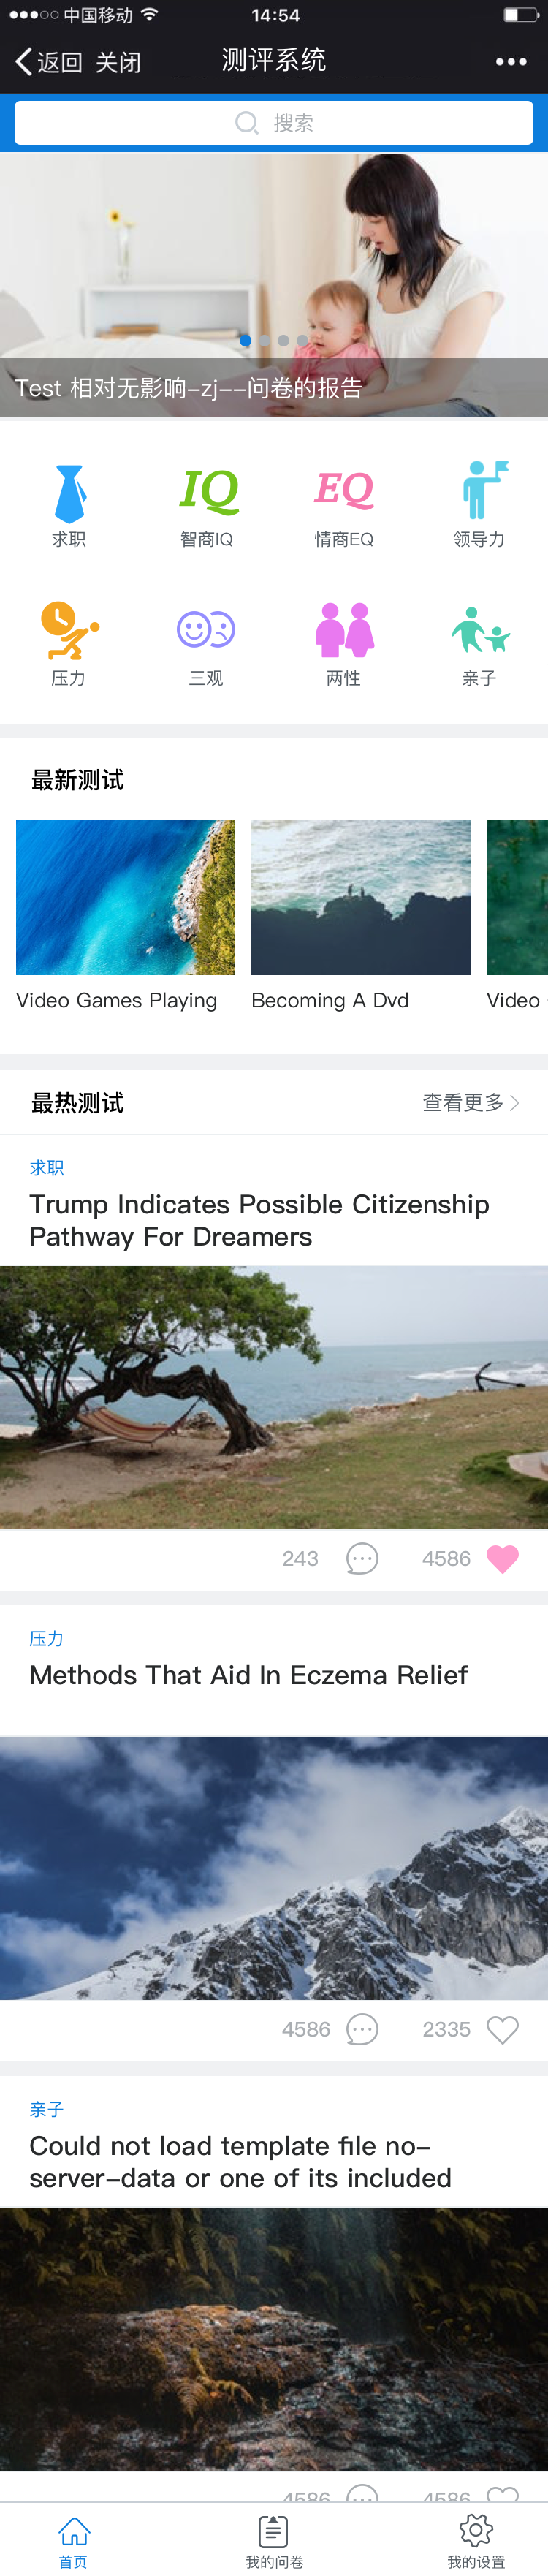 中国移动 14:54
返回 关闭 测评系统
搜索
Test 相对无影响-zj--问卷的报告
求职 智商IQ 情商EQ 领导力
IQ EQ
压力 三观 两性 亲子
最新测试
Video Games Playing Becoming A Dvd Video
最热测试 查看更多
求职
Trump Indicates Possible Citizenship
Pathway For Dreamers
243 4586
压力
Methods That Aid In Eczema Relief
4586 2335
亲子
Could not load template file no-
server-data or one of its included
4586 4586
首页 我的问卷 我的设置